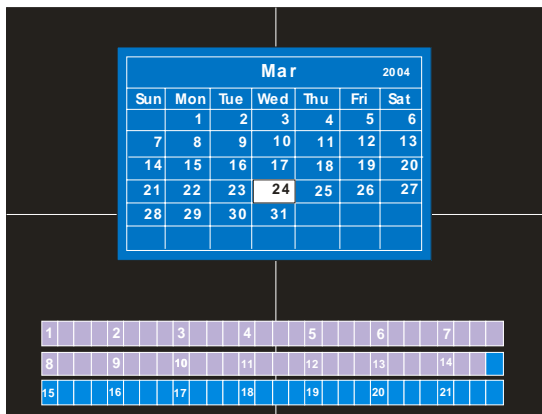 Mar 2004
Sun Mon Tue Wed Thu Fri Sat
1 2 3 4 5 6
7 8 9 10 11 12 13
14 15 16 17 18 19 20
21 22 23 24 25 26 27
28 29 30 31
1 2 3 4 5 6 7
8 9 10 11 12 13 14
15 16 17 18 19 20 21